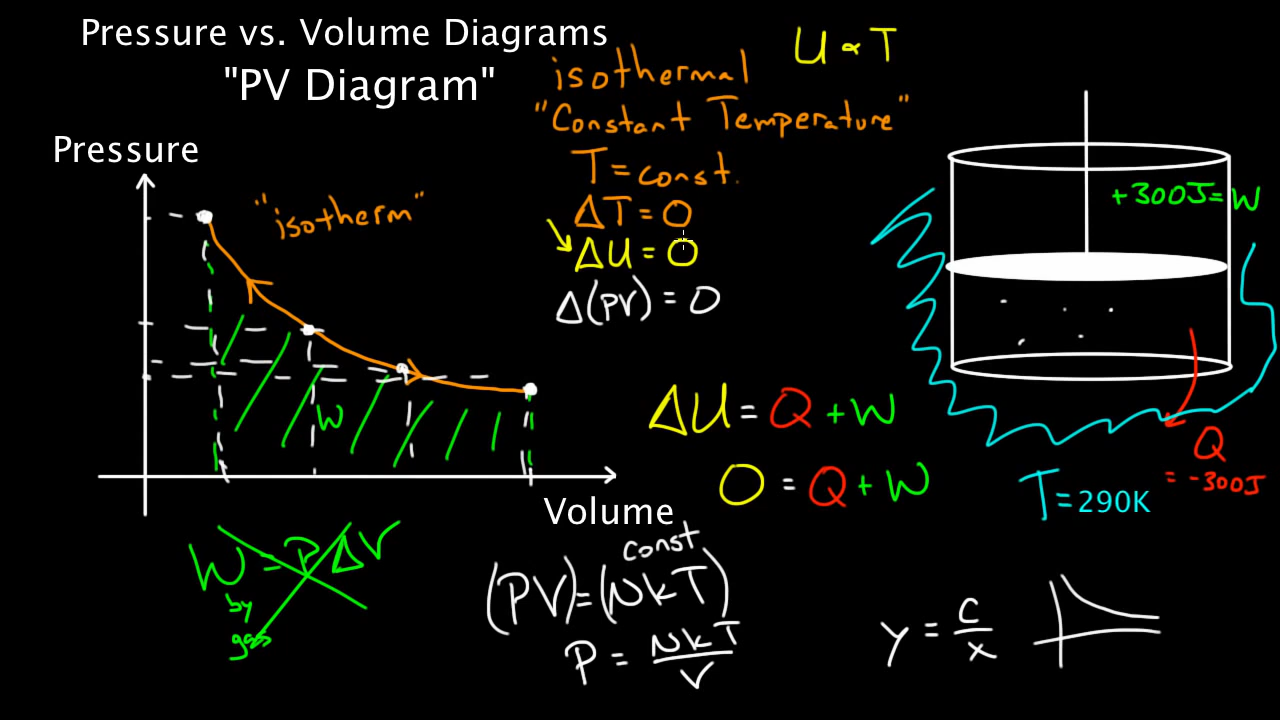 Pressure vs. Volume Diagrams
"PV Diagram"
U ∝ T
isothermal
"Constant Temperature"
T = const.
ΔT = 0
ΔU = 0
Δ(PV) = 0
Pressure
"isotherm"
W
Volume
+300J = W
Q
= -300J
T = 290K
ΔU = Q + W
0 = Q + W
W = PΔV
by
gas
const
(PV) = (NkT)
P = NkT / V
y = c / x